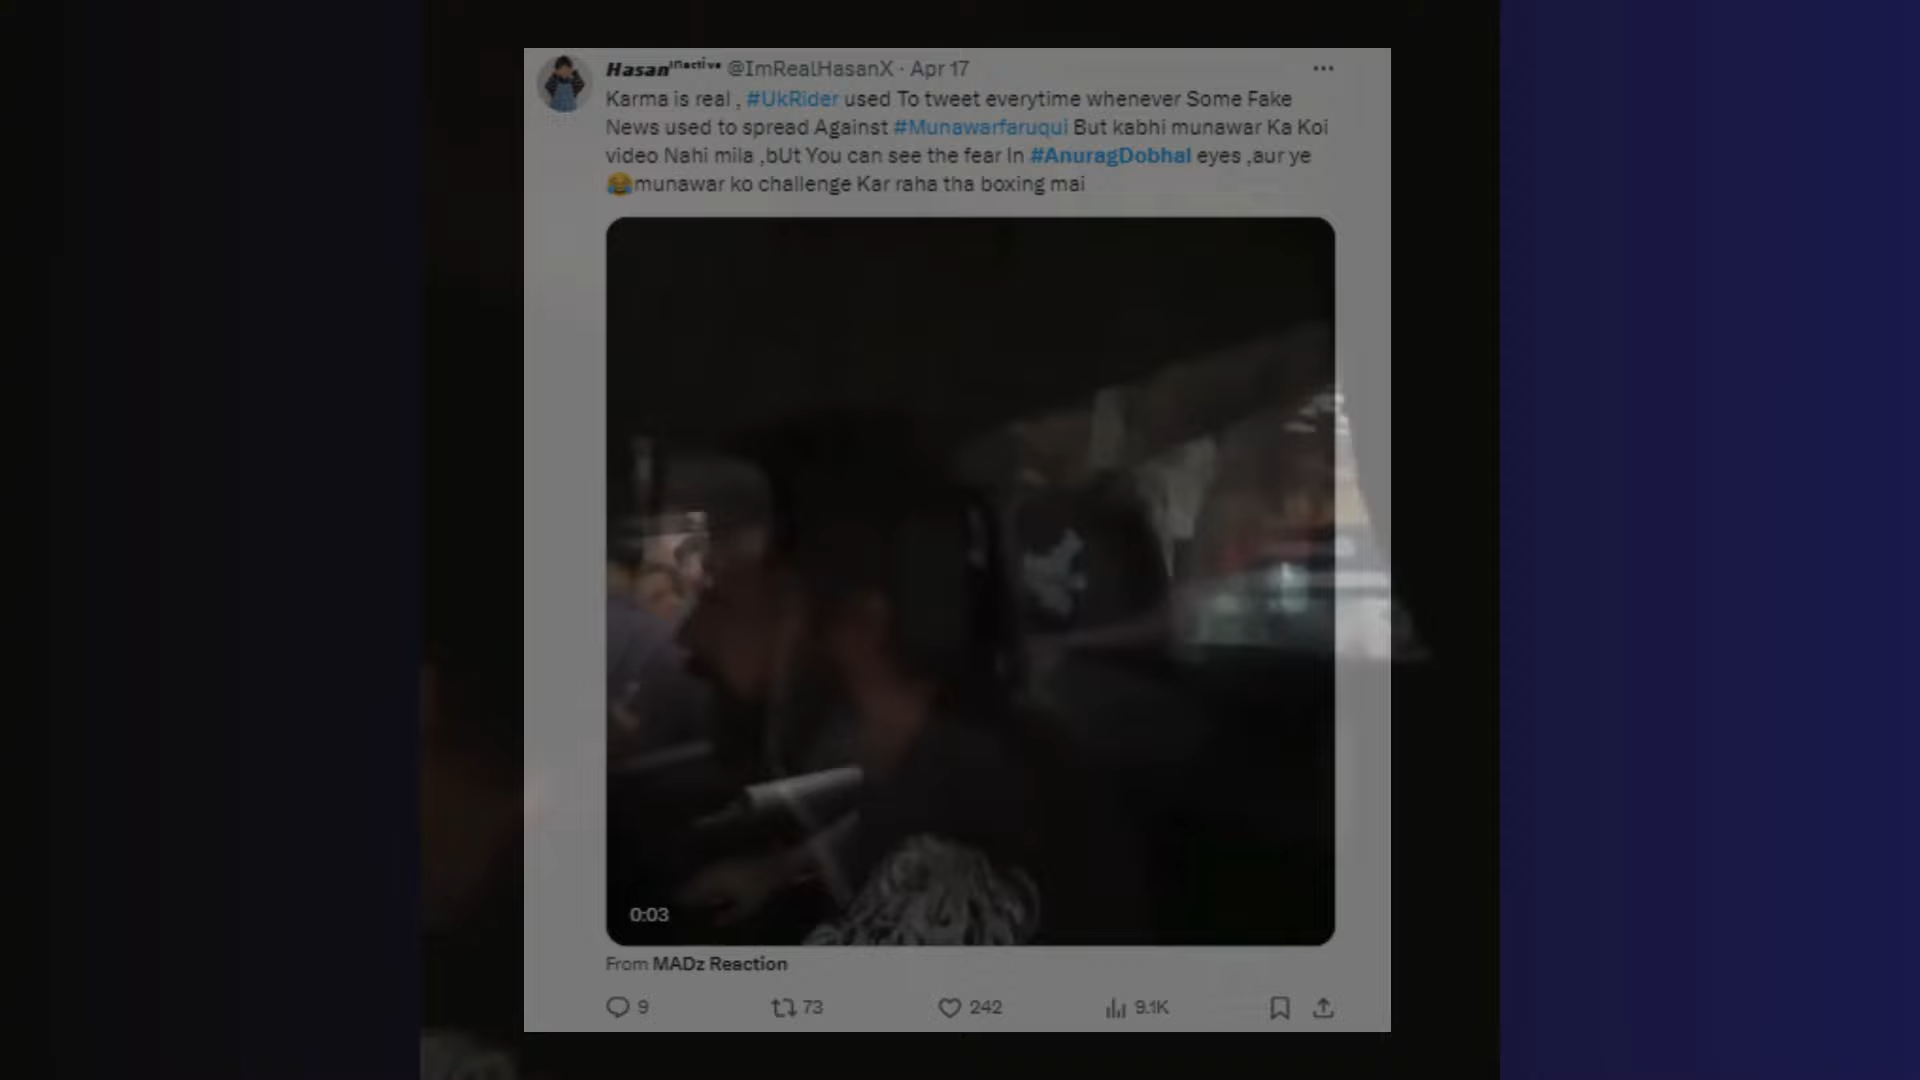 Hasanᴵⁿᵃᶜᵗⁱᵛᵉ @ImRealHasanX · Apr 17
Karma is real , #UkRider used To tweet everytime whenever Some Fake
News used to spread Against #Munawarfaruqui But kabhi munawar Ka Koi
video Nahi mila ,bUt You can see the fear In #AnuragDobhal eyes ,aur ye
😂munawar ko challenge Kar raha tha boxing mai
0:03
From MADz Reaction
9 73 242 9.1K